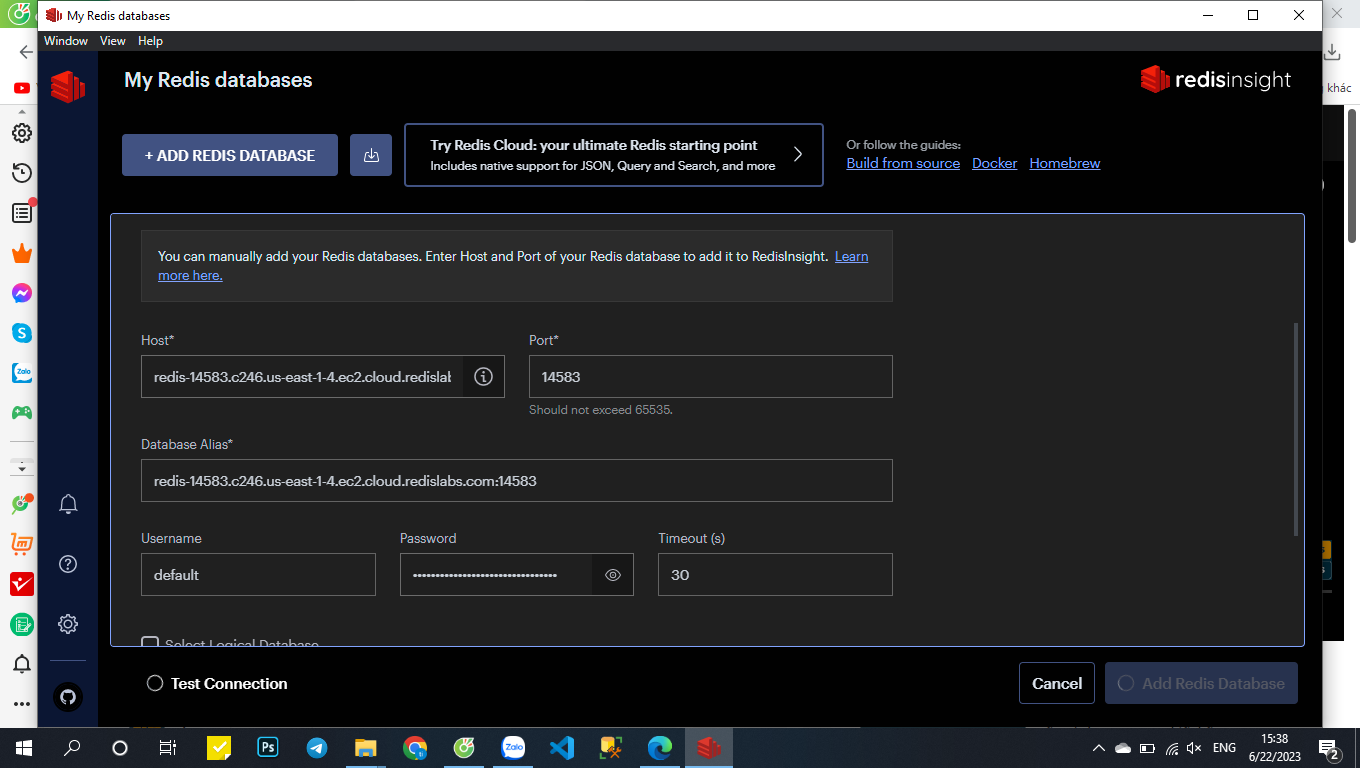 My Redis databases
Window View Help
My Redis databases
redisinsight
khác
+ ADD REDIS DATABASE
Try Redis Cloud: your ultimate Redis starting point
Includes native support for JSON, Query and Search, and more
Or follow the guides:
Build from source Docker Homebrew
You can manually add your Redis databases. Enter Host and Port of your Redis database to add it to RedisInsight. Learn
more here.
Host*
Port*
redis-14583.c246.us-east-1-4.ec2.cloud.redislab
14583
Should not exceed 65535.
Database Alias*
redis-14583.c246.us-east-1-4.ec2.cloud.redislabs.com:14583
Username
Password
Timeout (s)
default
••••••••••••••••••••••••••••••••
30
Select Logical Database
Test Connection
Cancel
Add Redis Database
Zalo
Ps
Zalo
ENG
15:38
6/22/2023
2